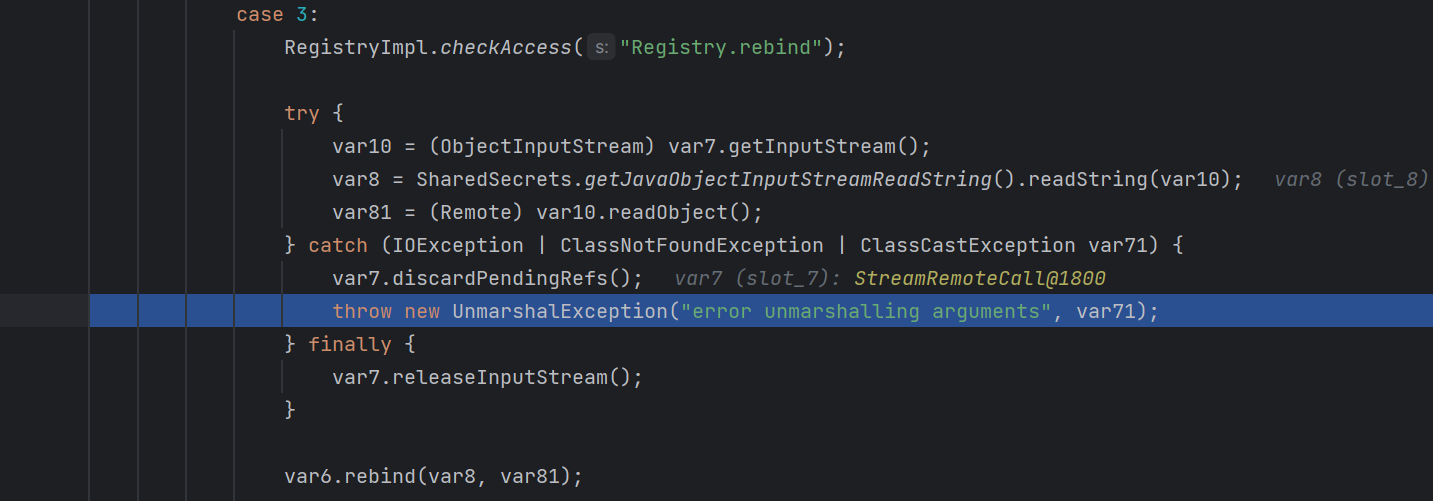 case 3:
RegistryImpl.checkAccess( s: "Registry.rebind");
try {
var10 = (ObjectInputStream) var7.getInputStream();
var8 = SharedSecrets.getJavaObjectInputStreamReadString().readString(var10); var8 (slot_8)
var81 = (Remote) var10.readObject();
} catch (IOException | ClassNotFoundException | ClassCastException var71) {
var7.discardPendingRefs(); var7 (slot_7): StreamRemoteCall@1800
throw new UnmarshalException("error unmarshalling arguments", var71);
} finally {
var7.releaseInputStream();
}
var6.rebind(var8, var81);